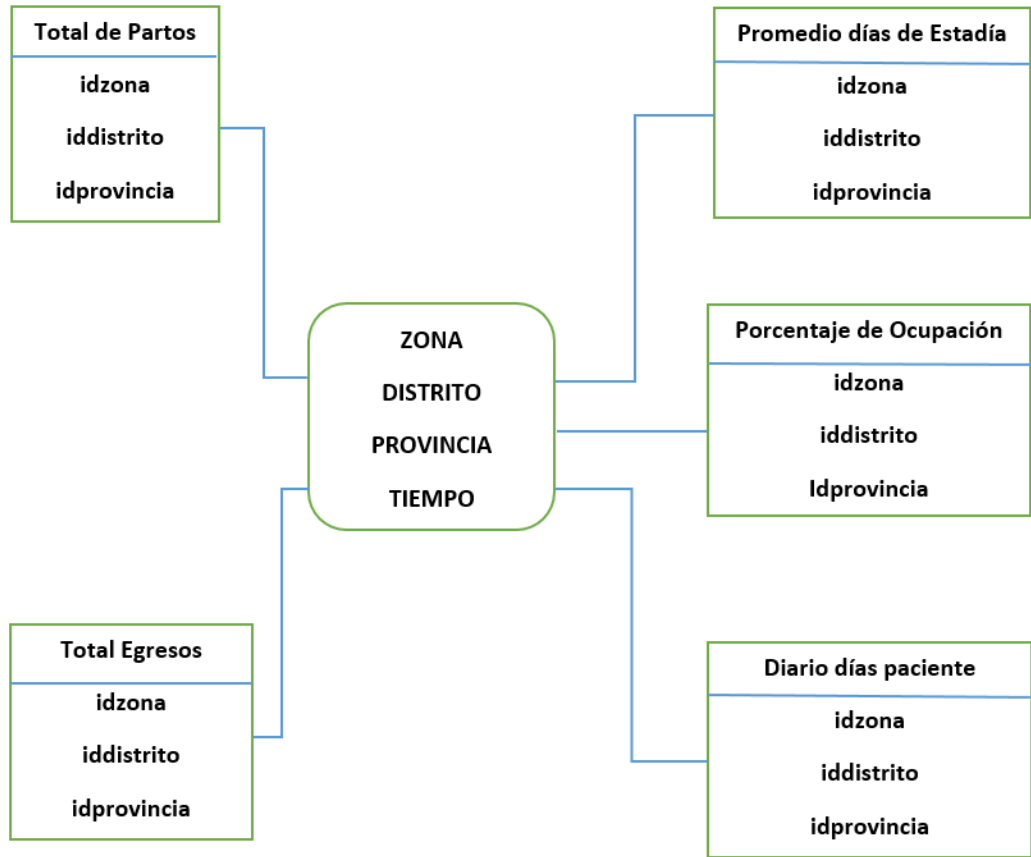 Total de Partos
idzona
iddistrito
idprovincia
Promedio días de Estadía
idzona
iddistrito
idprovincia
ZONA
DISTRITO
PROVINCIA
TIEMPO
Porcentaje de Ocupación
idzona
iddistrito
Idprovincia
Total Egresos
idzona
iddistrito
idprovincia
Diario días paciente
idzona
iddistrito
idprovincia